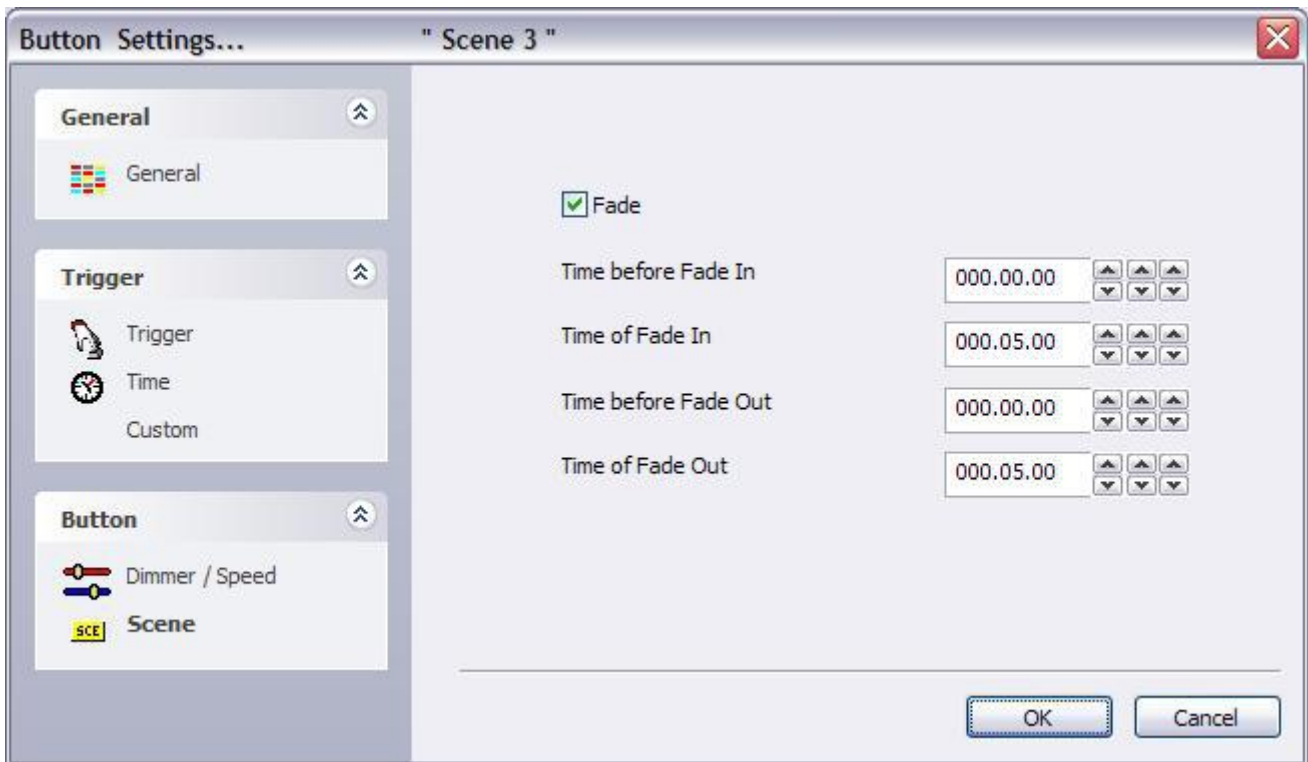 Button Settings... " Scene 3 "
General
General
Trigger
Trigger
Time
Custom
Button
Dimmer / Speed
SCE
Scene
Fade
Time before Fade In 000.00.00
Time of Fade In 000.05.00
Time before Fade Out 000.00.00
Time of Fade Out 000.05.00
OK Cancel